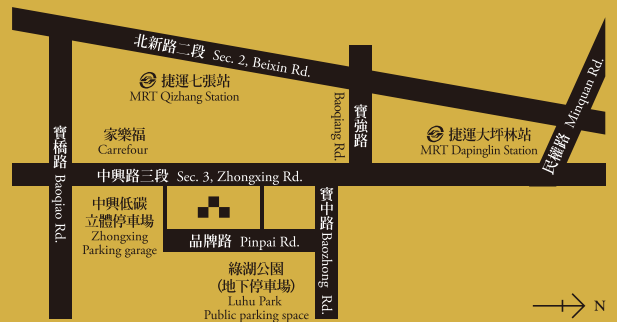 北新路二段 Sec. 2, Beixin Rd.
捷運七張站
MRT Qizhang Station
家樂福
Carrefour
寶橋路 Baoqiao Rd.
寶強路
Baoqiang Rd.
捷運大坪林站
MRT Dapinglin Station
民權路 Minquan Rd.
中興路三段 Sec. 3, Zhongxing Rd.
中興低碳
立體停車場
Zhongxing
Parking garage
品牌路 Pinpai Rd.
寶中路 Baozhong Rd.
綠湖公園
(地下停車場)
Luhu Park
Public parking space
N